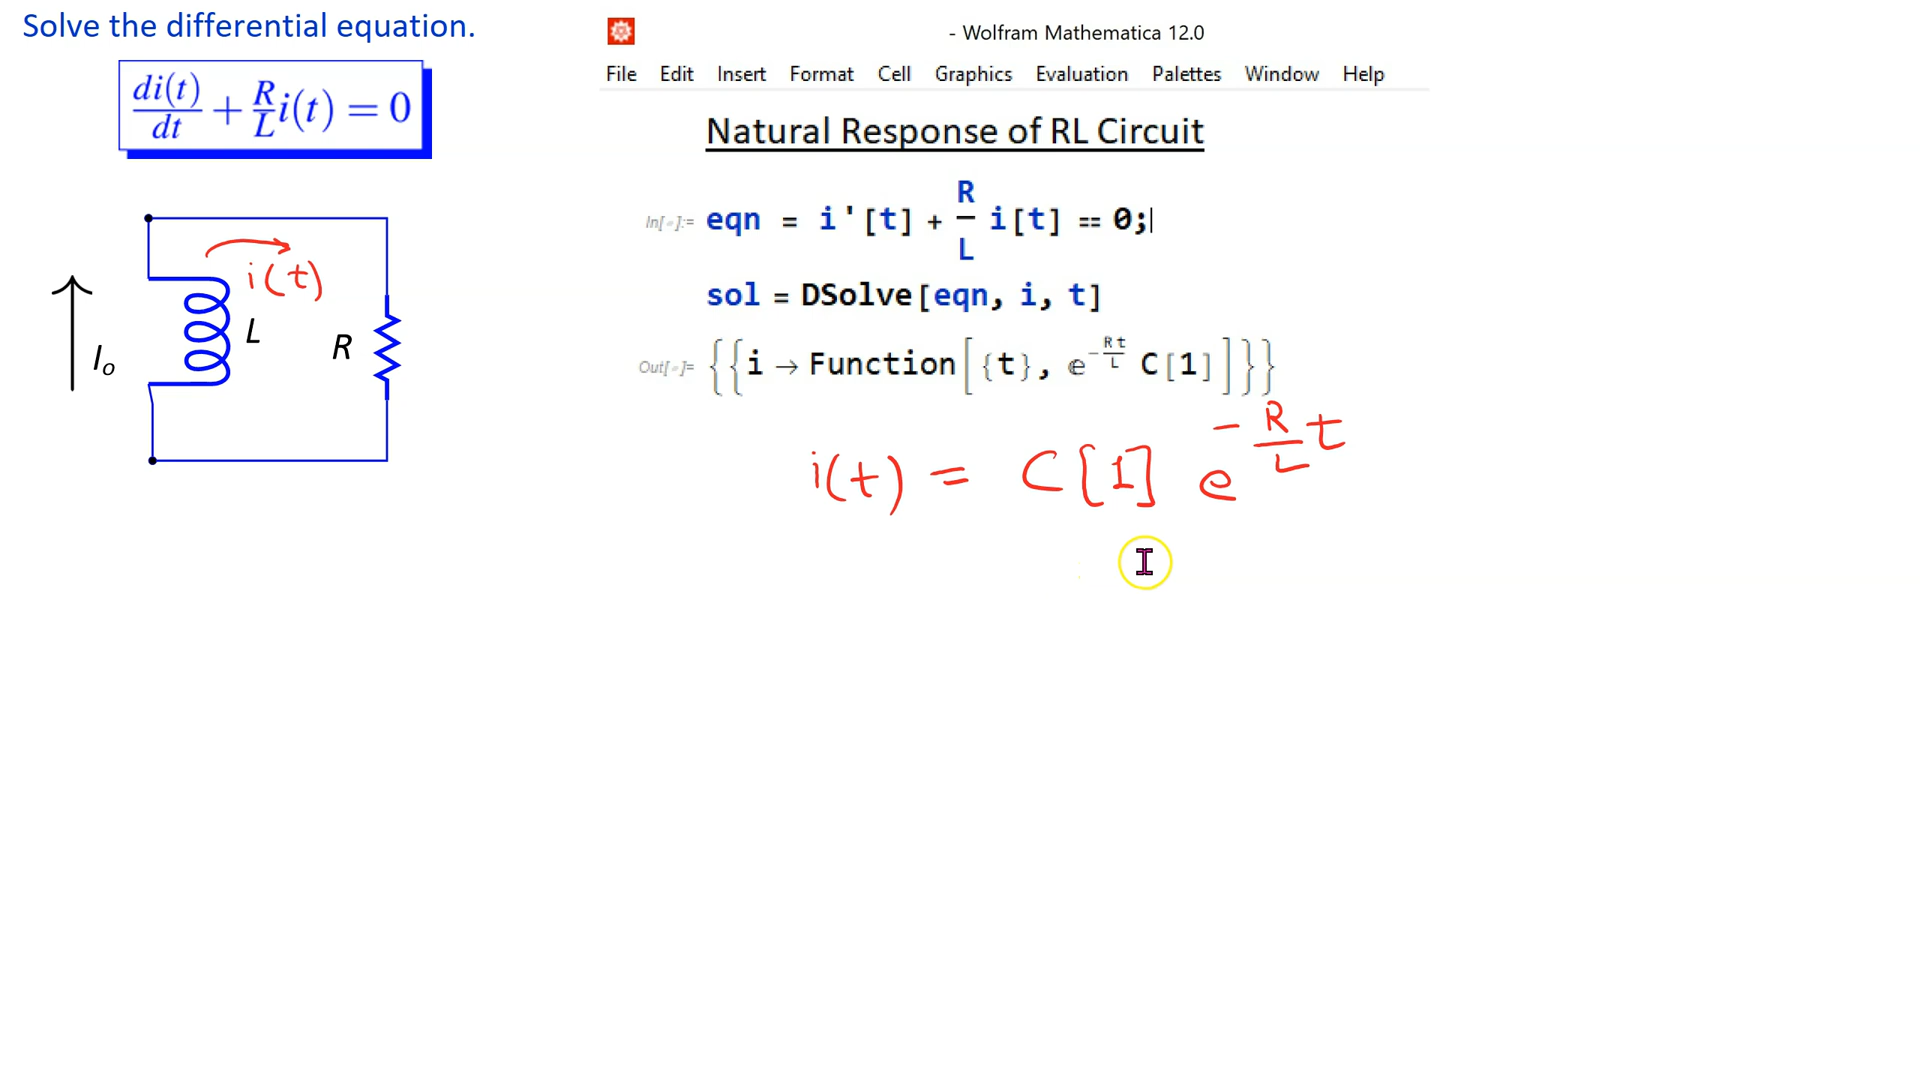 Solve the differential equation.
di(t)/dt + R/L i(t) = 0
i(t)
L
R
Io
- Wolfram Mathematica 12.0
File Edit Insert Format Cell Graphics Evaluation Palettes Window Help
Natural Response of RL Circuit
In[◦]:= eqn = i'[t] + R/L i[t] == 0;
sol = DSolve[eqn, i, t]
Out[◦]= {{i → Function[{t}, e^(-Rt/L) C[1]]}}
i(t) = C[1] e^(-R/L t)